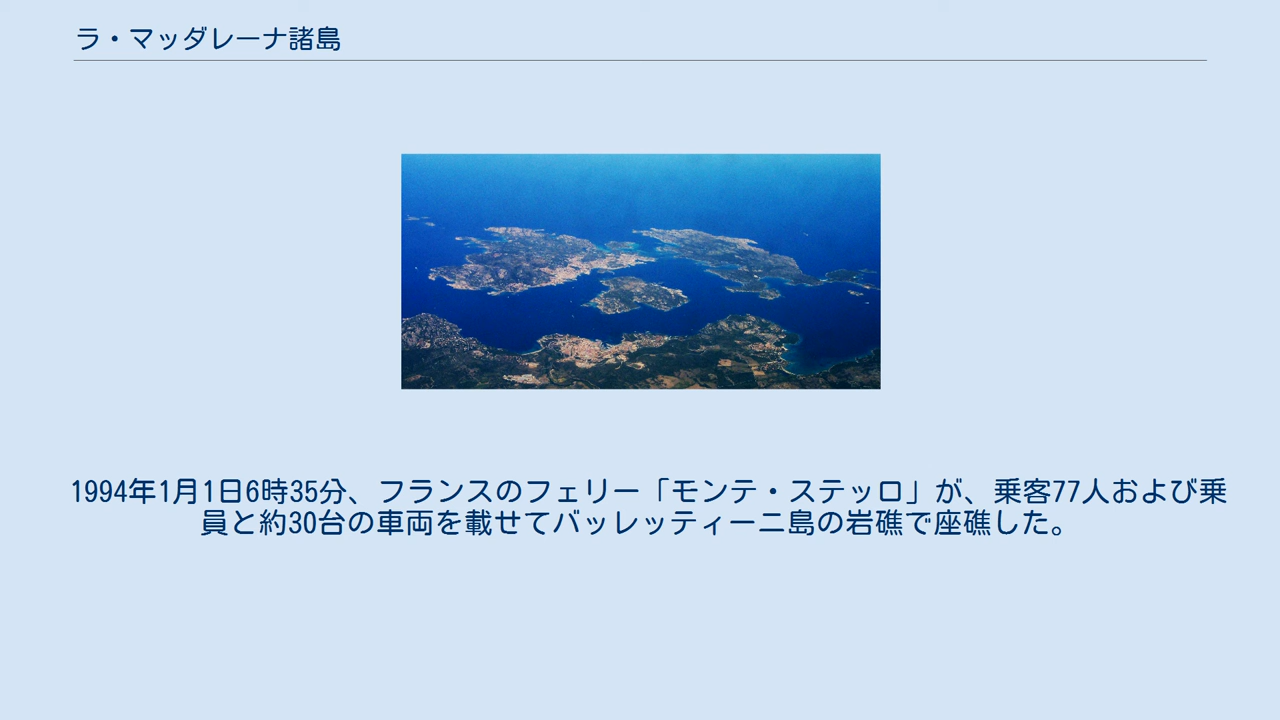 ラ・マッダレーナ諸島
1994年1月1日6時35分、フランスのフェリー「モンテ・ステッロ」が、乗客77人および乗
員と約30台の車両を載せてバッレッティーニ島の岩礁で座礁した。